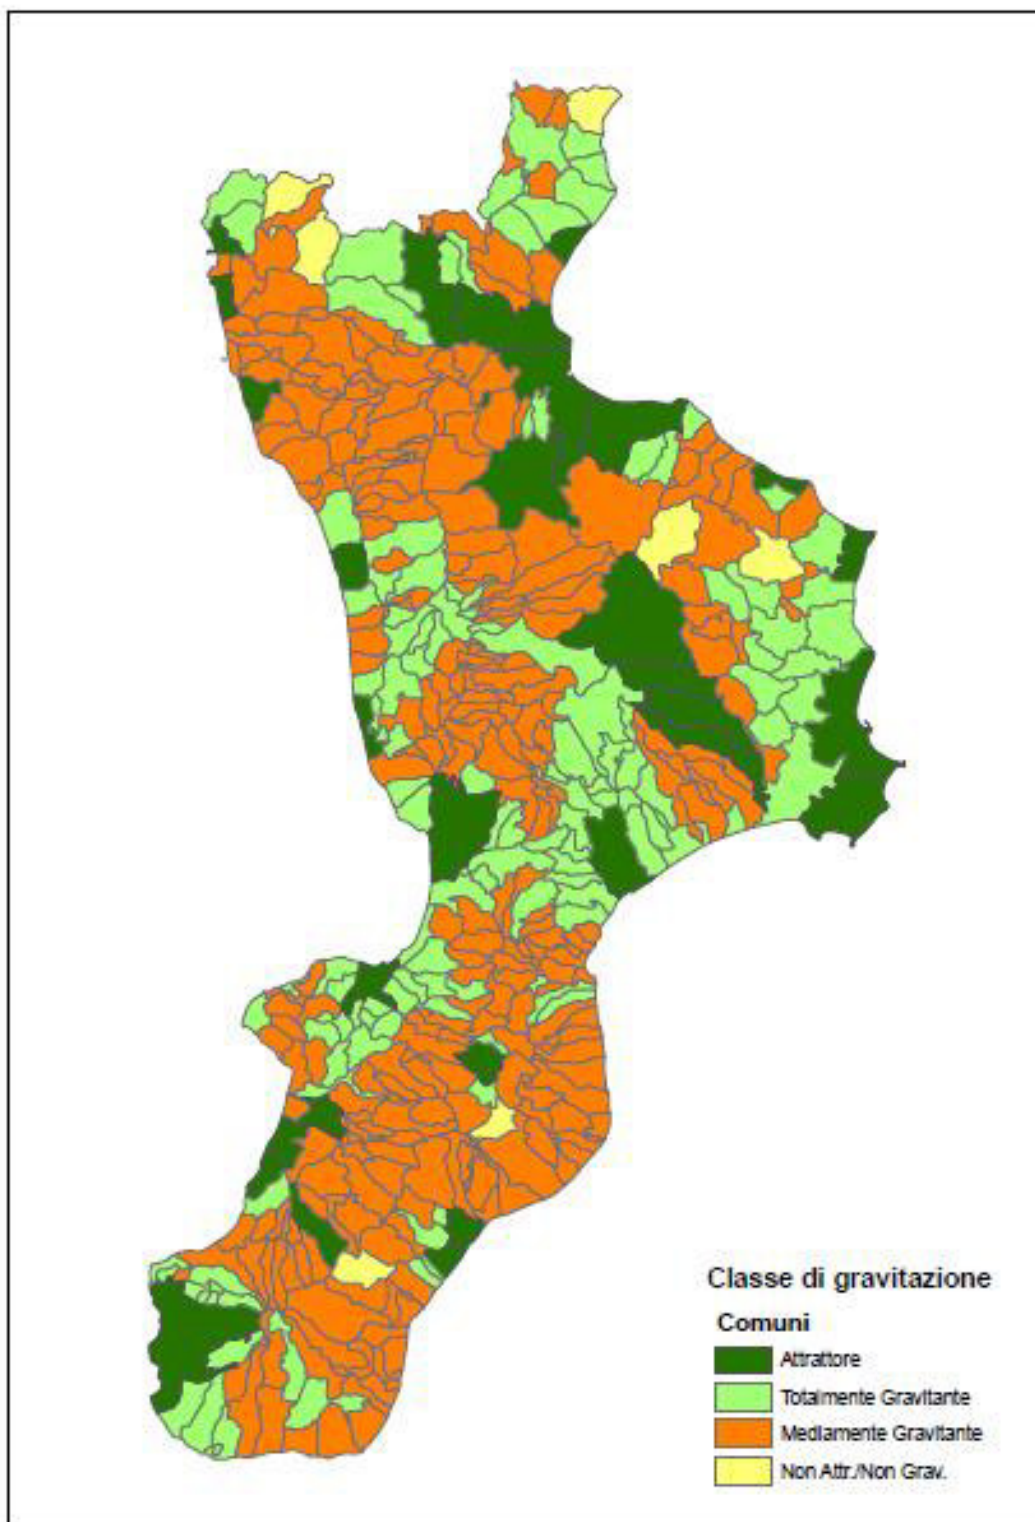 Classe di gravitazione
Comuni
Attrattore
Totalmente Gravitante
Mediamente Gravitante
Non Attr./Non Grav.